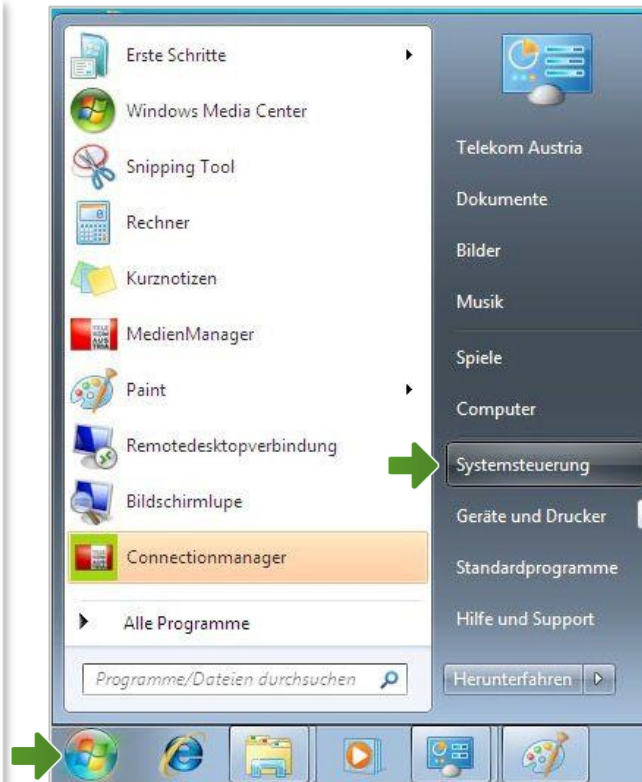 Erste Schritte
Windows Media Center
Snipping Tool
Rechner
Kurznotizen
MedienManager
Paint
Remotedesktopverbindung
Bildschirmlupe
Connectionmanager
Alle Programme
Programme/Dateien durchsuchen
Telekom Austria
Dokumente
Bilder
Musik
Spiele
Computer
Systemsteuerung
Geräte und Drucker
Standardprogramme
Hilfe und Support
Herunterfahren